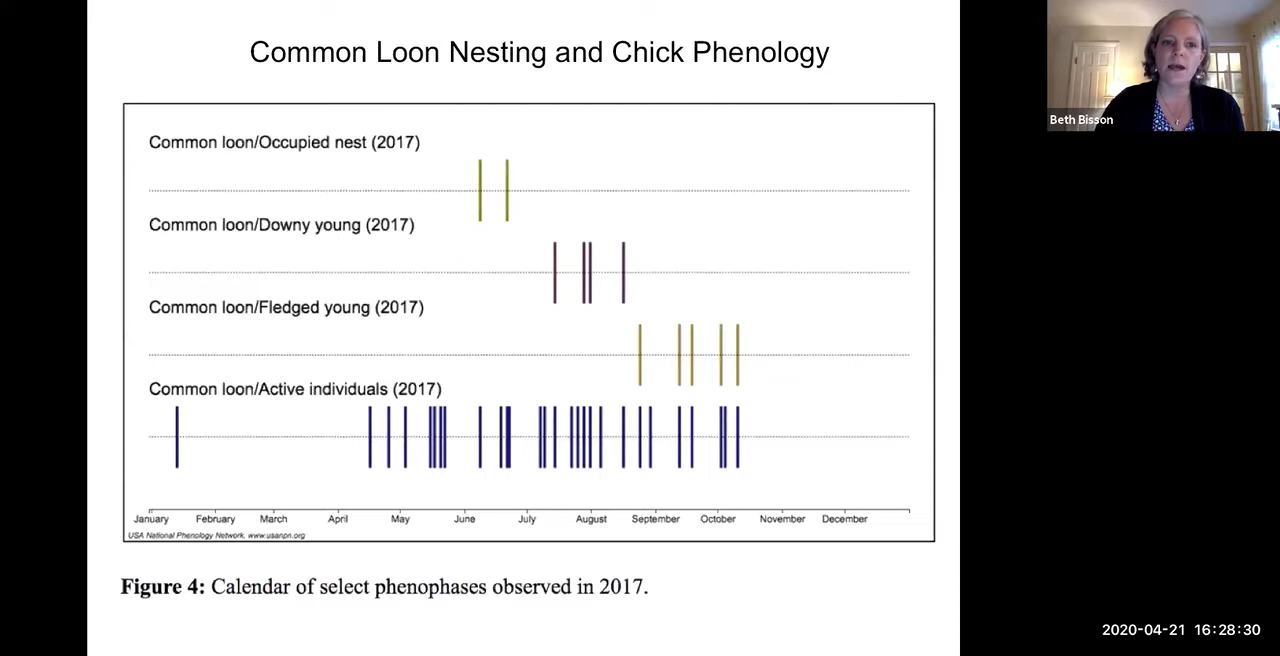 Common Loon Nesting and Chick Phenology
Beth Bisson
Common loon/Occupied nest (2017)
Common loon/Downy young (2017)
Common loon/Fledged young (2017)
Common loon/Active individuals (2017)
January February March April May June July August September October November December
USA National Phenology Network, www.usanpn.org
Figure 4: Calendar of select phenophases observed in 2017.
2020-04-21 16:28:30